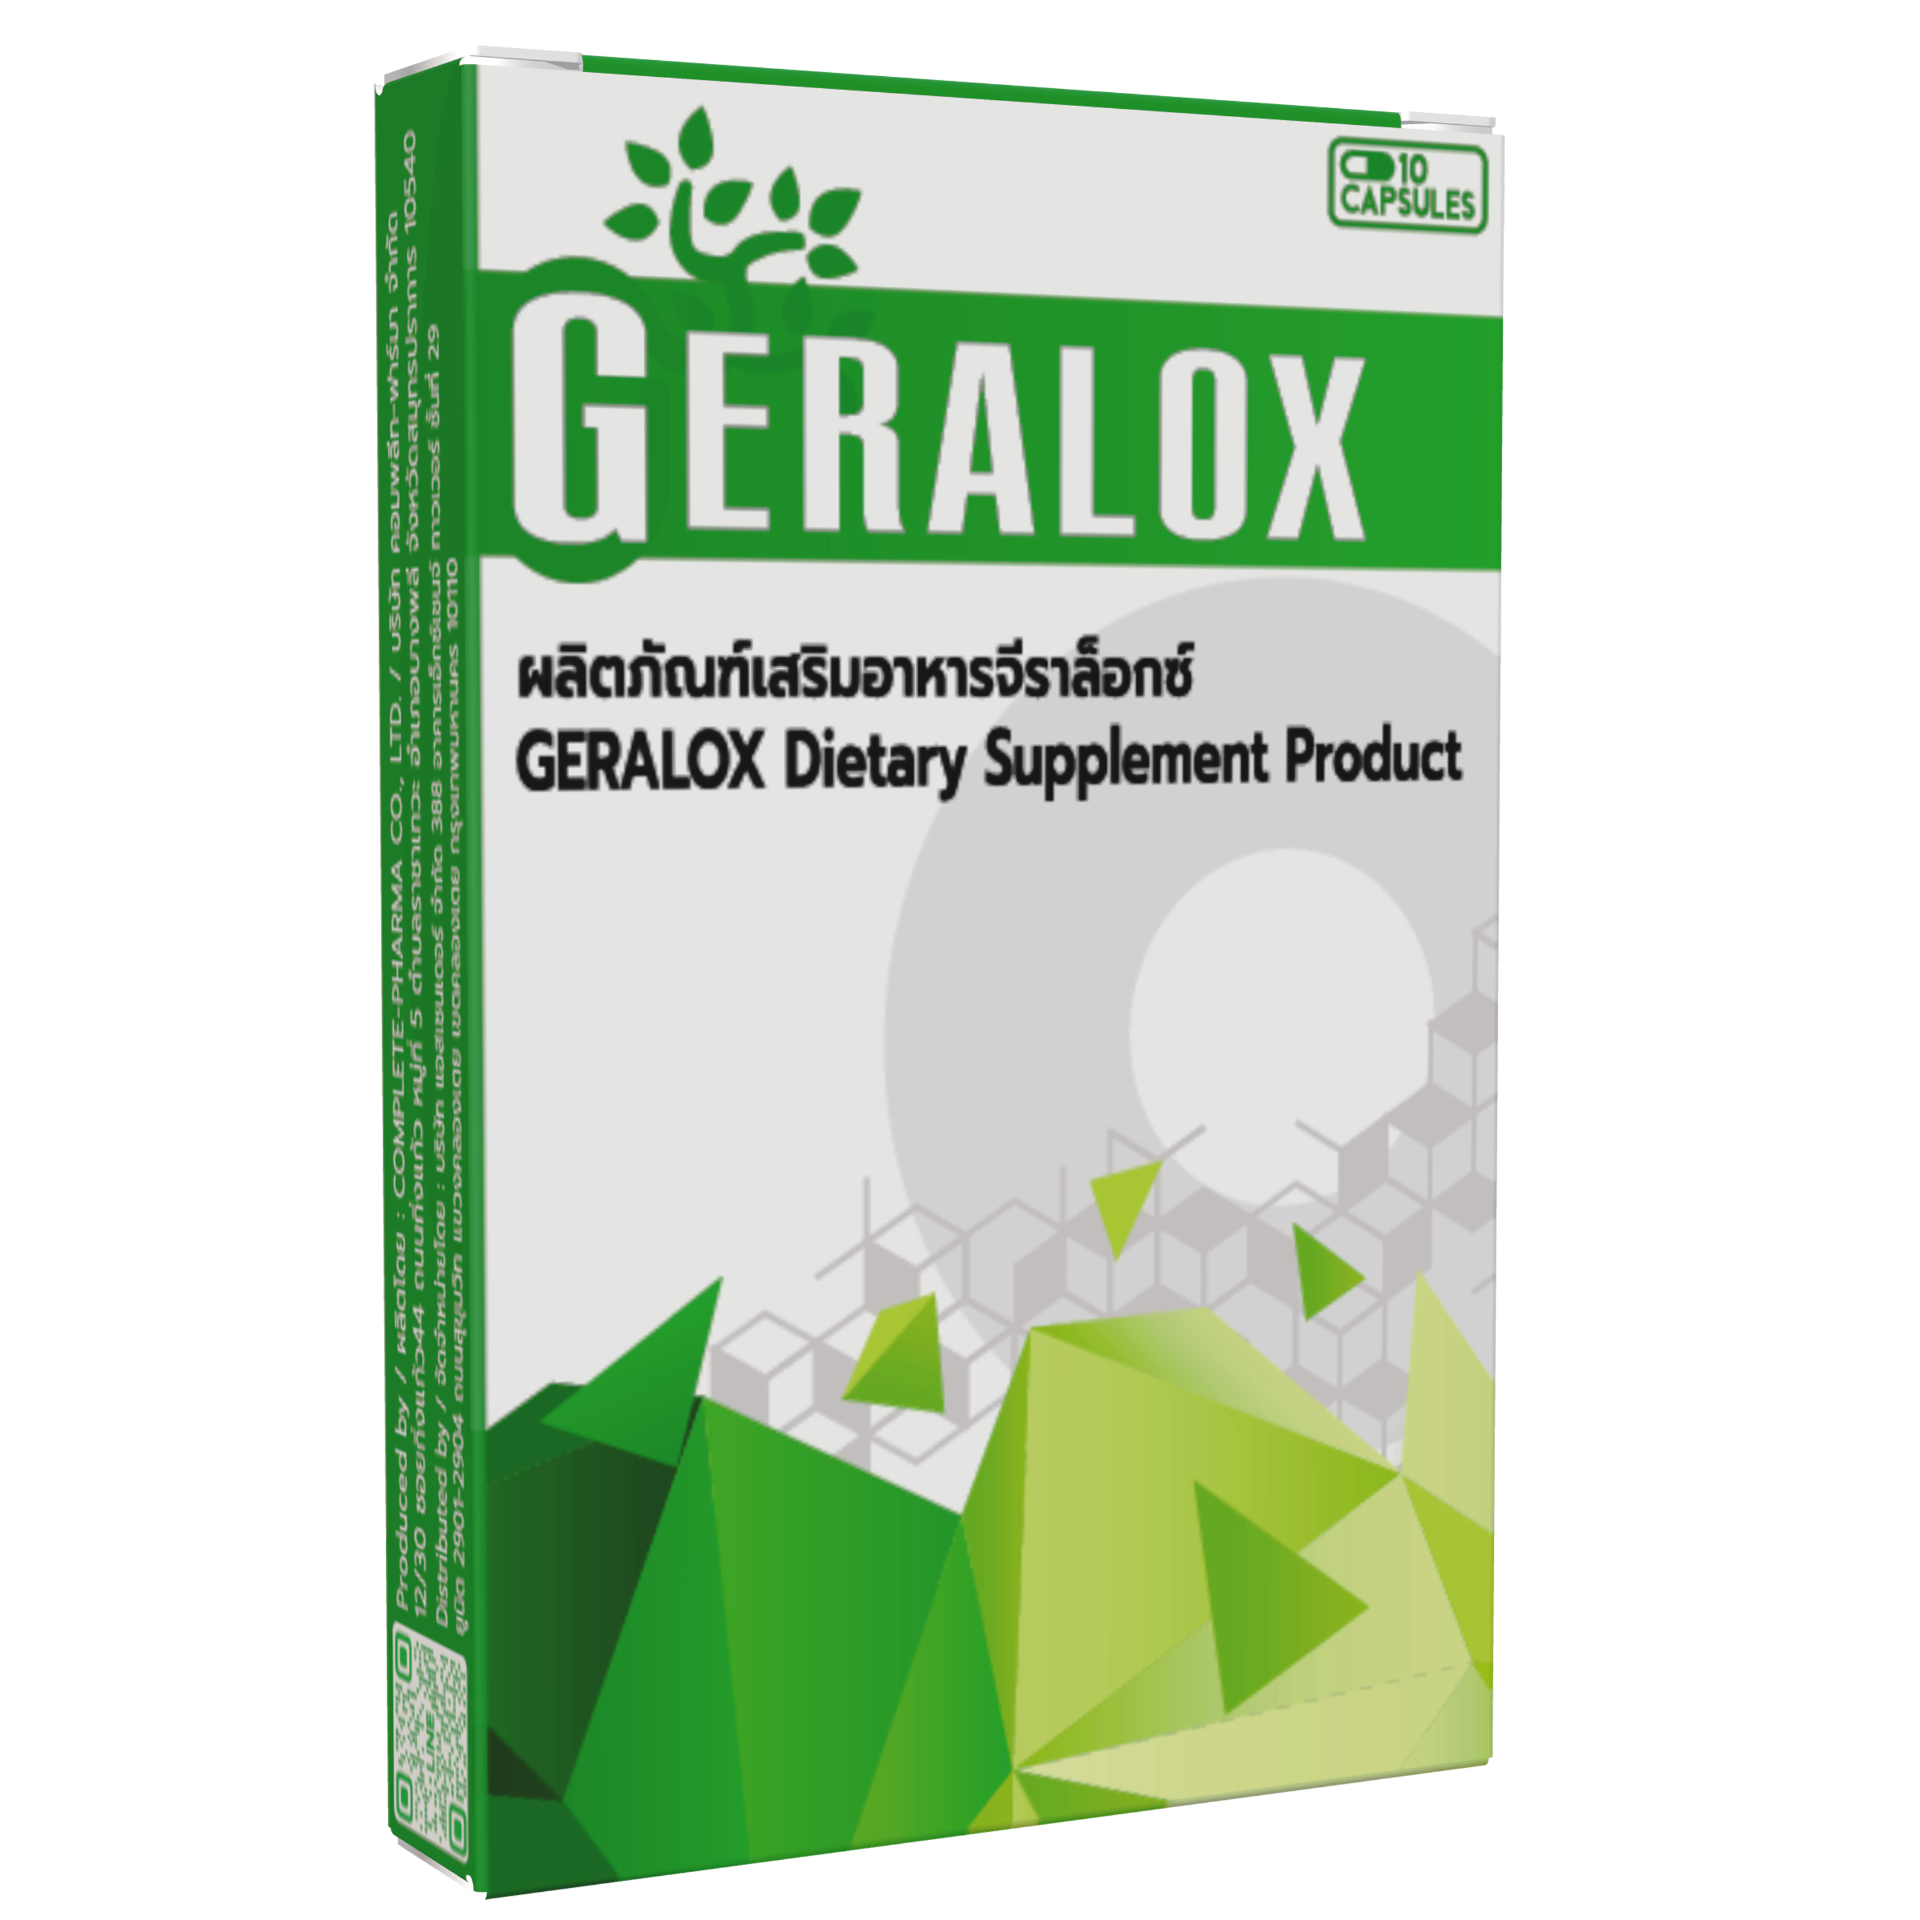 10
CAPSULES
GERALOX
ผลิตภัณฑ์เสริมอาหารจีราล็อกซ์
GERALOX Dietary Supplement Product
Produced by / ผลิตโดย : COMPLETE-PHARMA CO., LTD. / บริษัท คอมพลีท-ฟาร์มา จำกัด
12/30 ซอยกิ่งแก้ว44 ถนนกิ่งแก้ว หมู่ที่ 5 ตำบลราชาเทวะ อำเภอบางพลี จังหวัดสมุทรปราการ 10540
Distributed by / จัดจำหน่ายโดย : บริษัท แอสเซนเดอร์ จำกัด 388 อาคารเอ็กซ์เชนจ์ ทาวเวอร์ ชั้นที่ 29
ยูนิต 2901-2904 ถนนสุขุมวิท แขวงคลองเตย เขตคลองเตย กรุงเทพมหานคร 10110
LINE